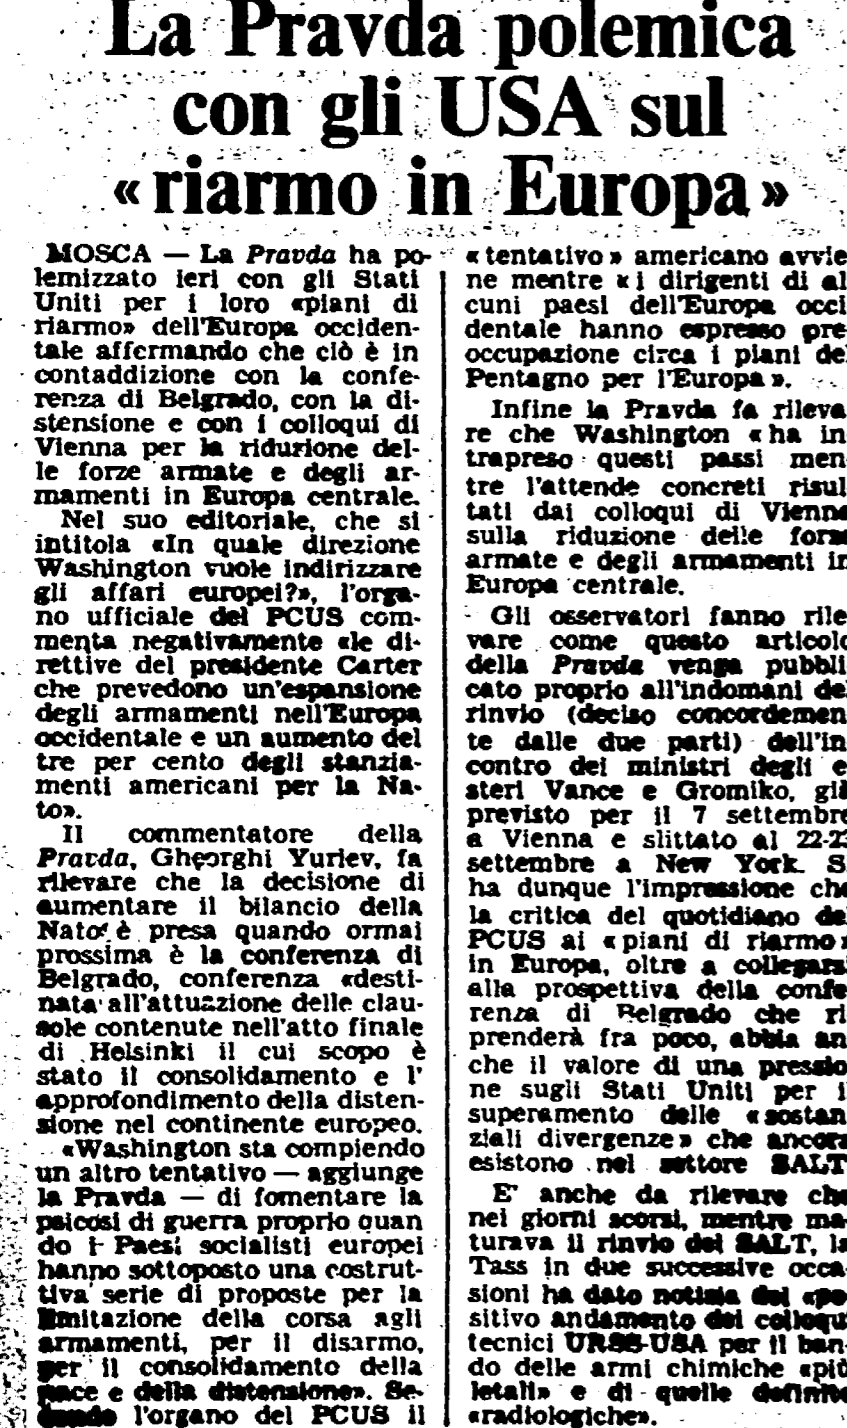 La Pravda polemica
con gli USA sul
« riarmo in Europa »
MOSCA — La Pravda ha po-
lemizzato ieri con gli Stati
Uniti per i loro «piani di
riarmo» dell'Europa occiden-
tale affermando che ciò è in
contaddizione con la confe-
renza di Belgrado, con la di-
stensione e con i colloqui di
Vienna per la riduzione del-
le forze armate e degli ar-
mamenti in Europa centrale.
Nel suo editoriale, che si
intitola «In quale direzione
Washington vuole indirizzare
gli affari europei?», l'orga-
no ufficiale del PCUS com-
menta negativamente «le di-
rettive del presidente Carter
che prevedono un'espansione
degli armamenti nell'Europa
occidentale e un aumento del
tre per cento degli stanzia-
menti americani per la Na-
to».
Il commentatore della
Pravda, Gheorghi Yuriev, fa
rilevare che la decisione di
aumentare il bilancio della
Nato è presa quando ormai
prossima è la conferenza di
Belgrado, conferenza «desti-
nata all'attuazione delle clau-
sole contenute nell'atto finale
di Helsinki il cui scopo è
stato il consolidamento e l'
approfondimento della disten-
sione nel continente europeo.
«Washington sta compiendo
un altro tentativo — aggiunge
la Pravda — di fomentare la
psicosi di guerra proprio quan
do i Paesi socialisti europei
hanno sottoposto una costrut-
tiva serie di proposte per la
limitazione della corsa agli
armamenti, per il disarmo,
per il consolidamento della
pace e della distensione». Se-
condo l'organo del PCUS il
« tentativo » americano avvie
ne mentre « i dirigenti di al
cuni paesi dell'Europa occi
dentale hanno espresso pre
occupazione circa i piani de
Pentagno per l'Europa ».
Infine la Pravda fa rileva
re che Washington « ha in
trapreso questi passi men
tre l'attende concreti risul
tati dai colloqui di Vienna
sulla riduzione delle forze
armate e degli armamenti in
Europa centrale.
Gli osservatori fanno rile
vare come questo articolo
della Pravda venga pubbli
cato proprio all'indomani de
rinvio (deciso concordemen
te dalle due parti) dell'in
contro dei ministri degli e
steri Vance e Gromiko, già
previsto per il 7 settembre
a Vienna e slittato al 22-23
settembre a New York. S
ha dunque l'impressione che
la critica del quotidiano de
PCUS ai « piani di riarmo »
in Europa, oltre a collegarsi
alla prospettiva della confe
renza di Belgrado che ri
prenderà fra poco, abbia an
che il valore di una pressio
ne sugli Stati Uniti per i
superamento delle « sostan
ziali divergenze » che ancora
esistono nel settore SALT
E' anche da rilevare che
nei giorni scorsi, mentre ma-
turava il rinvio del SALT, la
Tass in due successive occa-
sioni ha dato notizia del «po-
sitivo andamento dei colloqui
tecnici URSS-USA per il ban-
do delle armi chimiche «più
letali» e di quelle definite
«radiologiche».